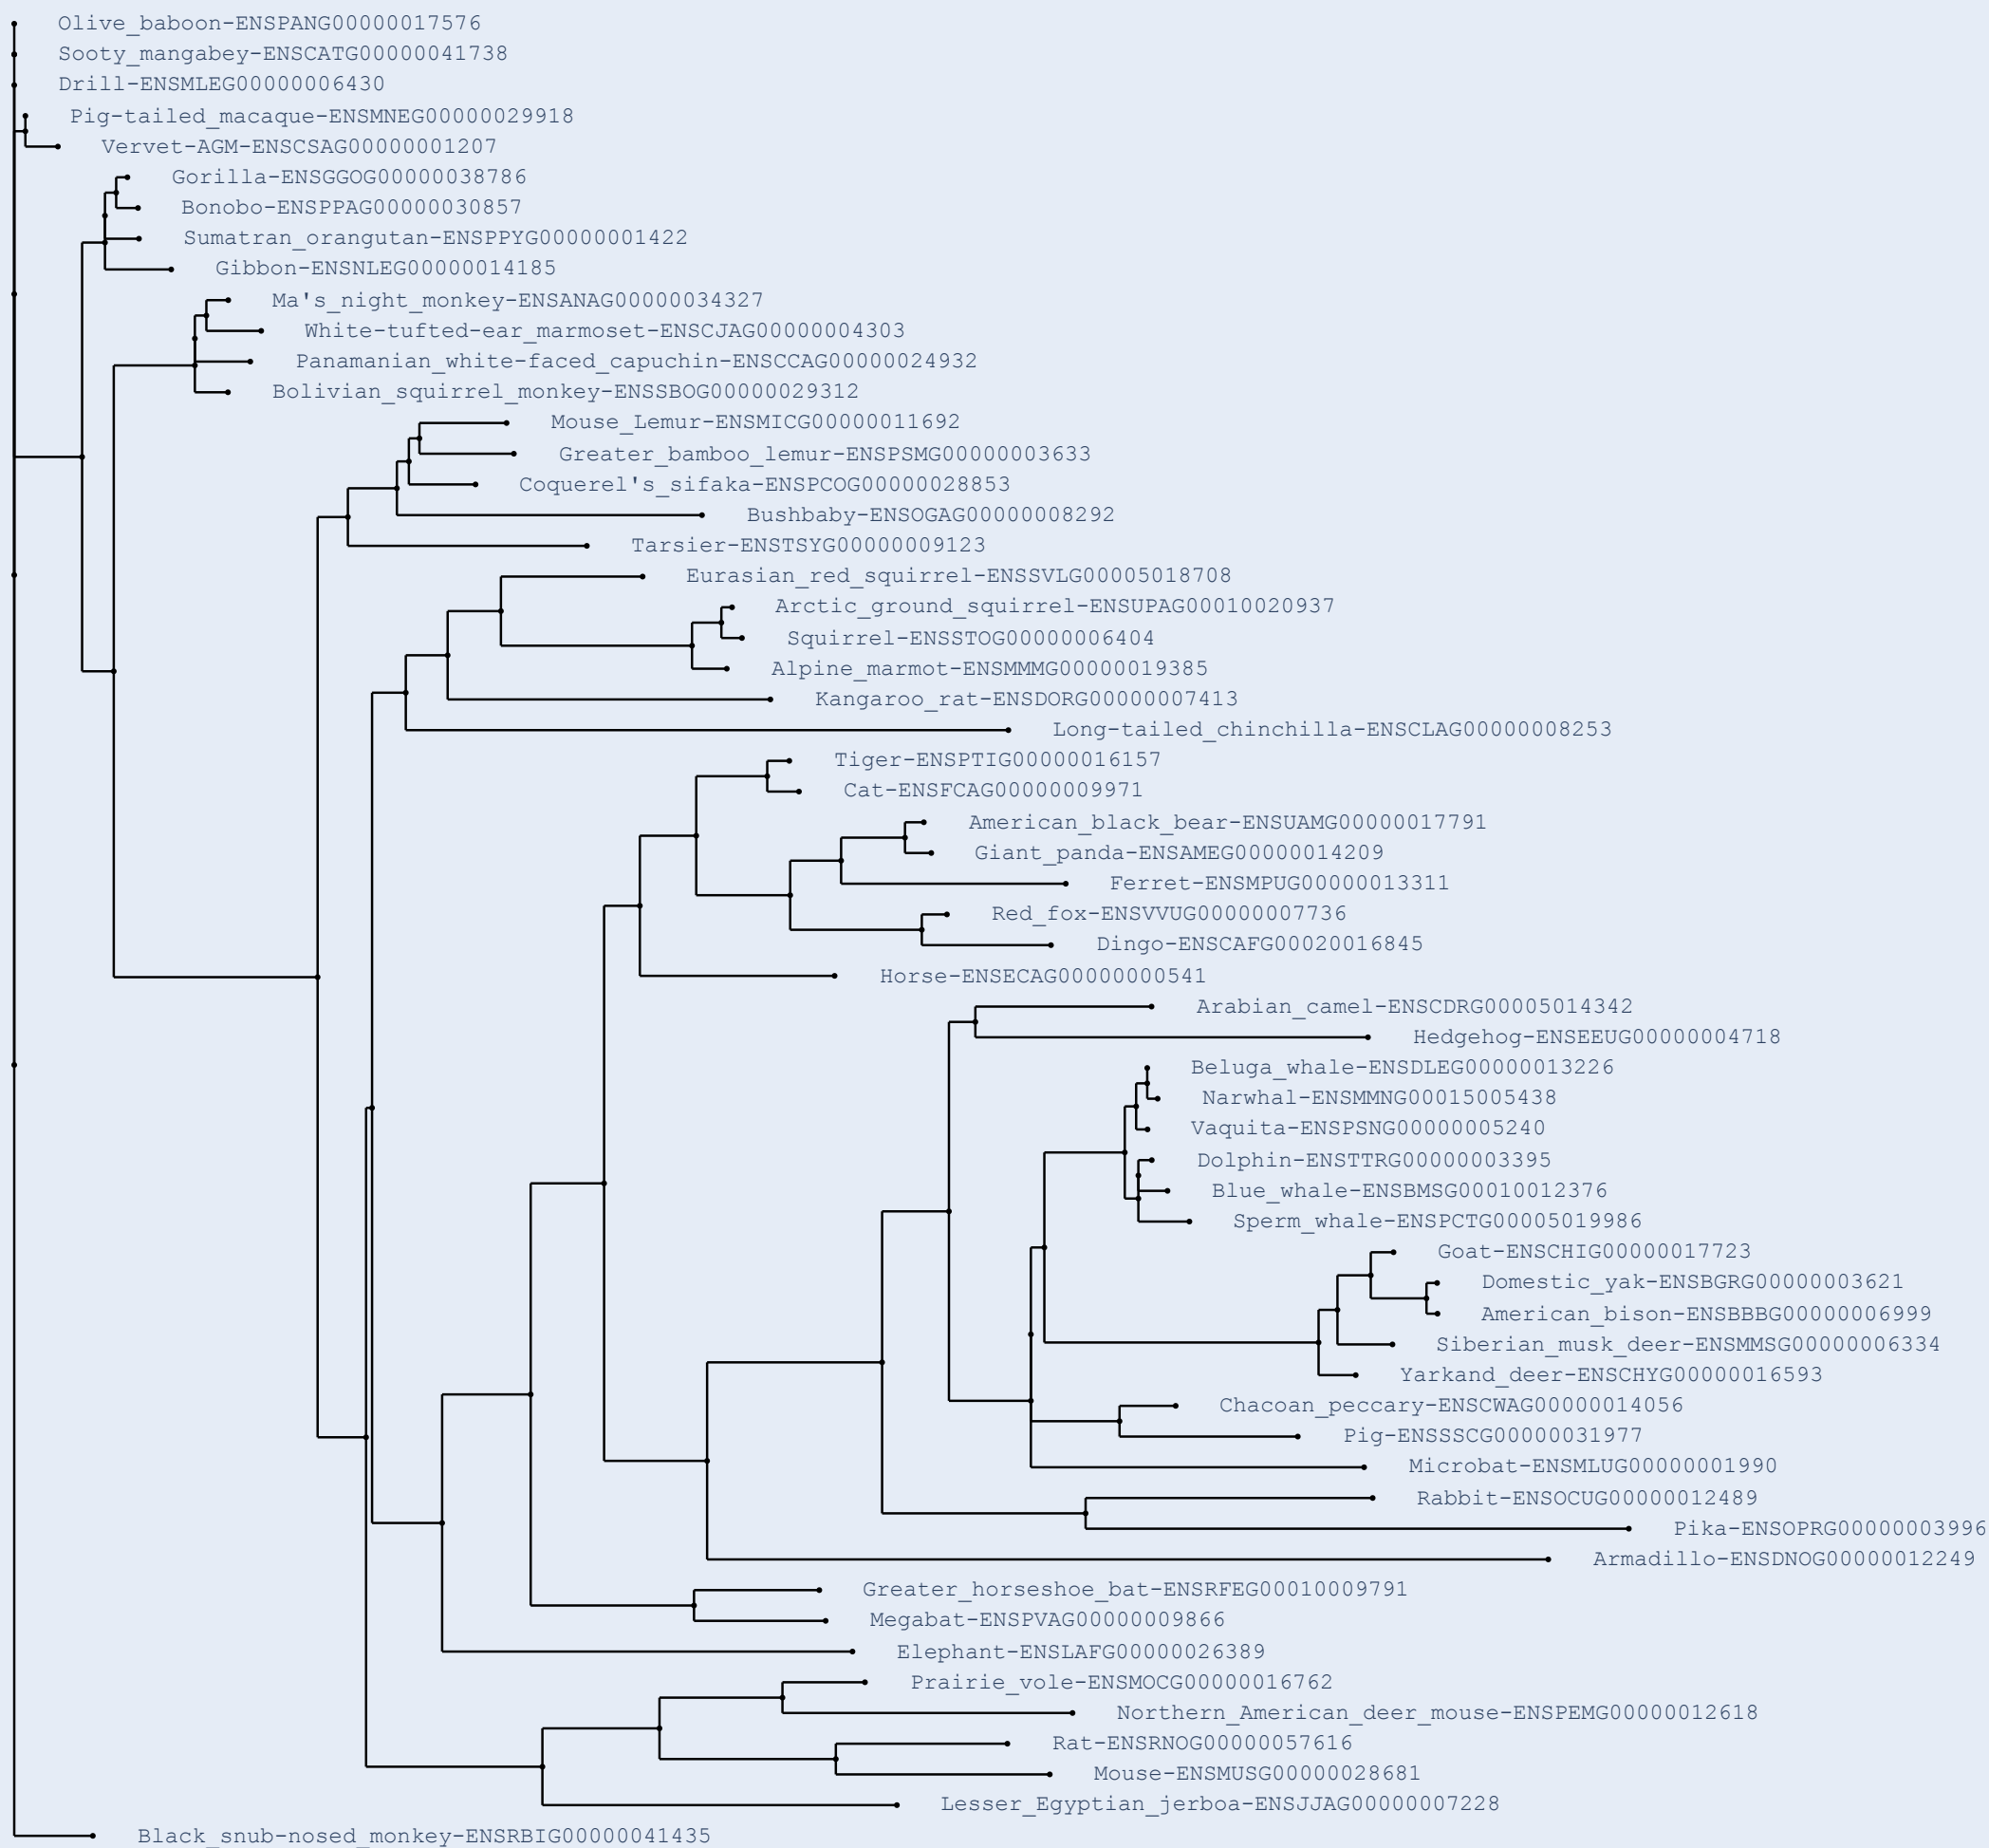 Olive_baboon-ENSPANG00000017576
Sooty_mangabey-ENSCATG00000041738
Drill-ENSMLEG00000006430
Pig-tailed_macaque-ENSMNEG00000029918
Vervet-AGM-ENSCSAG00000001207
Gorilla-ENSGGOG00000038786
Bonobo-ENSPPAG00000030857
Sumatran_orangutan-ENSPPYG00000001422
Gibbon-ENSNLEG00000014185
Ma's_night_monkey-ENSANAG00000034327
White-tufted-ear_marmoset-ENSCJAG00000004303
Panamanian_white-faced_capuchin-ENSCCAG00000024932
Bolivian_squirrel_monkey-ENSSBOG00000029312
Mouse_Lemur-ENSMICG00000011692
Greater_bamboo_lemur-ENSPSMG00000003633
Coquerel's_sifaka-ENSPCOG00000028853
Bushbaby-ENSOGAG00000008292
Tarsier-ENSTSYG00000009123
Eurasian_red_squirrel-ENSSVLG00005018708
Arctic_ground_squirrel-ENSUPAG00010020937
Squirrel-ENSSTOG00000006404
Alpine_marmot-ENSMMMG00000019385
Kangaroo_rat-ENSDORG00000007413
Long-tailed_chinchilla-ENSCLAG00000008253
Tiger-ENSPTIG00000016157
Cat-ENSFCAG00000009971
American_black_bear-ENSUAMG00000017791
Giant_panda-ENSAMEG00000014209
Ferret-ENSMPUG00000013311
Red_fox-ENSVVUG00000007736
Dingo-ENSCAFG00020016845
Horse-ENSECAG00000000541
Arabian_camel-ENSCDRG00005014342
Hedgehog-ENSEEUG00000004718
Beluga_whale-ENSDLEG00000013226
Narwhal-ENSMMNG00015005438
Vaquita-ENSPSNG00000005240
Dolphin-ENSTTRG00000003395
Blue_whale-ENSBMSG00010012376
Sperm_whale-ENSPCTG00005019986
Goat-ENSCHIG00000017723
Domestic_yak-ENSBGRG00000003621
American_bison-ENSBBBG00000006999
Siberian_musk_deer-ENSMMSG00000006334
Yarkand_deer-ENSCHYG00000016593
Chacoan_peccary-ENSCWAG00000014056
Pig-ENSSSCG00000031977
Microbat-ENSMLUG00000001990
Rabbit-ENSOCUG00000012489
Pika-ENSOPRG00000003996
Armadillo-ENSDNOG00000012249
Greater_horseshoe_bat-ENSRFEG00010009791
Megabat-ENSPVAG00000009866
Elephant-ENSLAFG00000026389
Prairie_vole-ENSMOCG00000016762
Northern_American_deer_mouse-ENSPEMG00000012618
Rat-ENSRNOG00000057616
Mouse-ENSMUSG00000028681
Lesser_Egyptian_jerboa-ENSJJAG00000007228
Black_snub-nosed_monkey-ENSRBIG00000041435